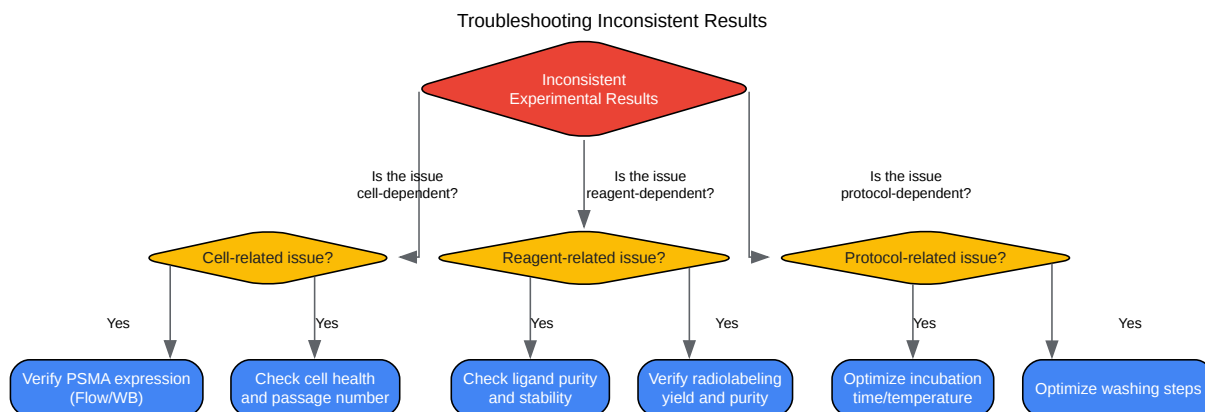 Troubleshooting Inconsistent Results
Inconsistent
Experimental Results
Is the issue
cell-dependent?
Is the issue
reagent-dependent?
Is the issue
protocol-dependent?
Cell-related issue?
Reagent-related issue?
Protocol-related issue?
Yes
Yes
Yes
Yes
Yes
Yes
Verify PSMA expression
(Flow/WB)
Check cell health
and passage number
Check ligand purity
and stability
Verify radiolabeling
yield and purity
Optimize incubation
time/temperature
Optimize washing steps